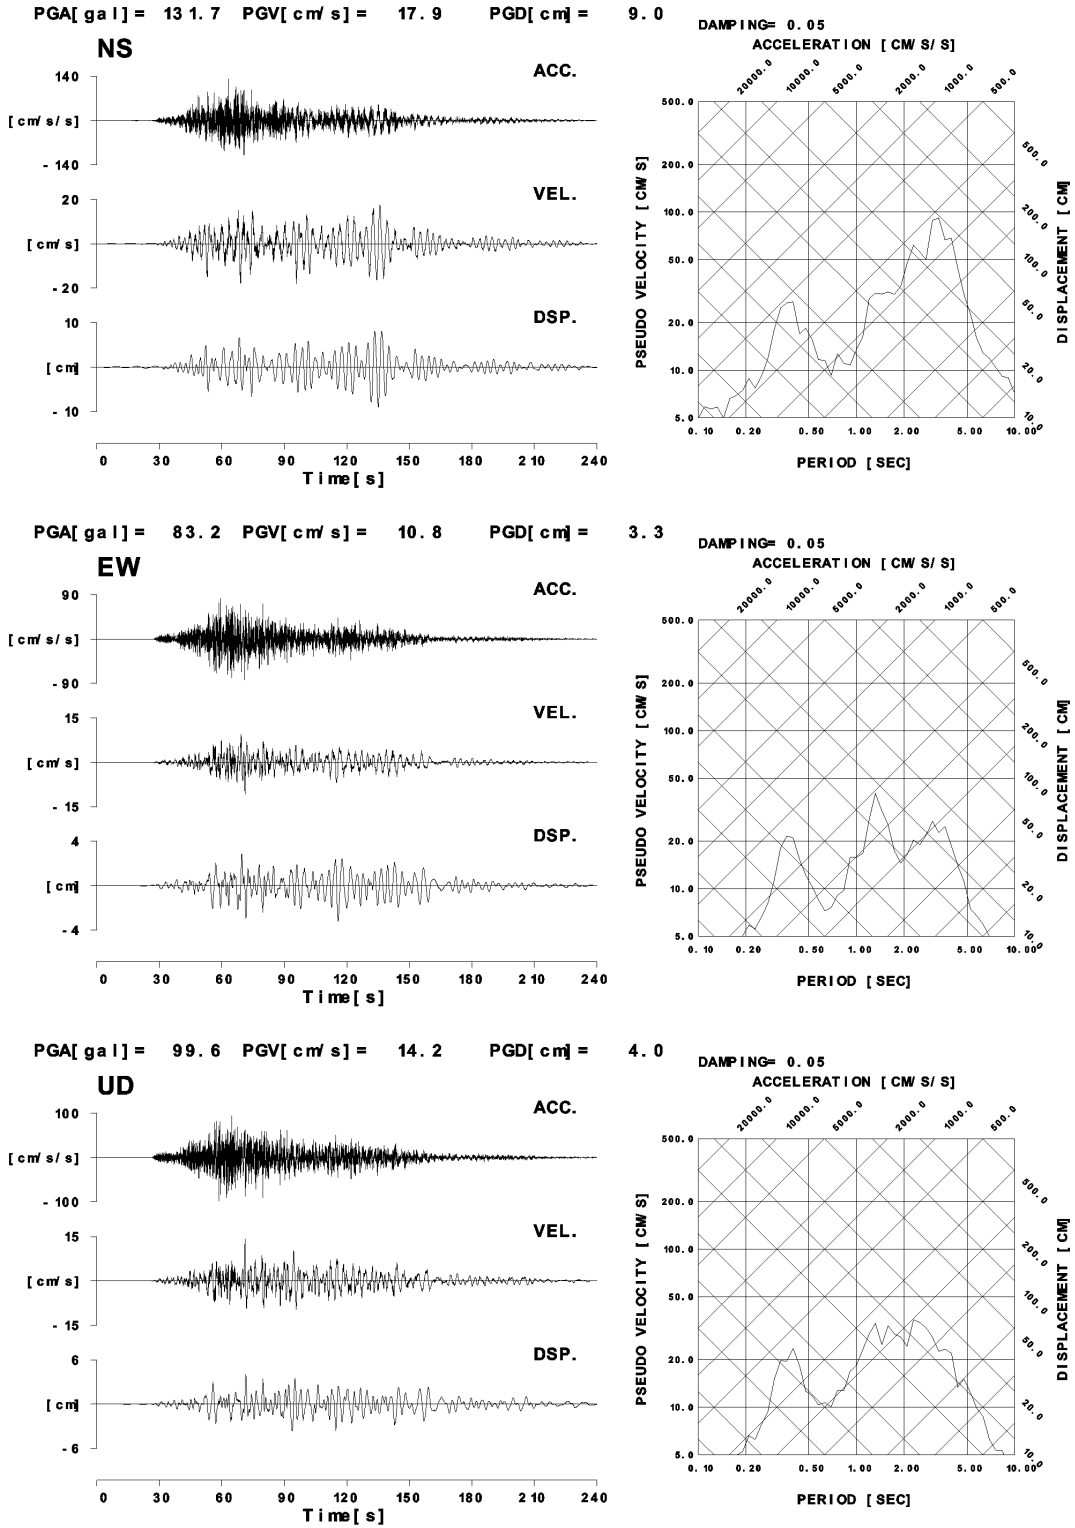 PGA[gal]= 131.7 PGV[cm/s]= 17.9 PGD[cm]= 9.0
NS
ACC.
140
[cm/s/s]
-140
VEL.
20
[cm/s]
-20
DSP.
10
[cm]
-10
0 30 60 90 120 150 180 210 240
Time[s]
DAMPING= 0.05
ACCELERATION [CM/S/S]
20000.0 10000.0 5000.0 2000.0 1000.0 500.0
500.0
200.0
100.0
50.0
20.0
10.0
5.0
PSEUDO VELOCITY [CM/S]
500.0
200.0
100.0
50.0
20.0
10.0
DISPLACEMENT [CM]
0.10 0.20 0.50 1.00 2.00 5.00 10.00
PERIOD [SEC]
PGA[gal]= 83.2 PGV[cm/s]= 10.8 PGD[cm]= 3.3
EW
ACC.
90
[cm/s/s]
-90
VEL.
15
[cm/s]
-15
DSP.
4
[cm]
-4
0 30 60 90 120 150 180 210 240
Time[s]
DAMPING= 0.05
ACCELERATION [CM/S/S]
20000.0 10000.0 5000.0 2000.0 1000.0 500.0
500.0
200.0
100.0
50.0
20.0
10.0
5.0
PSEUDO VELOCITY [CM/S]
500.0
200.0
100.0
50.0
20.0
10.0
DISPLACEMENT [CM]
0.10 0.20 0.50 1.00 2.00 5.00 10.00
PERIOD [SEC]
PGA[gal]= 99.6 PGV[cm/s]= 14.2 PGD[cm]= 4.0
UD
ACC.
100
[cm/s/s]
-100
VEL.
15
[cm/s]
-15
DSP.
6
[cm]
-6
0 30 60 90 120 150 180 210 240
Time[s]
DAMPING= 0.05
ACCELERATION [CM/S/S]
20000.0 10000.0 5000.0 2000.0 1000.0 500.0
500.0
200.0
100.0
50.0
20.0
10.0
5.0
PSEUDO VELOCITY [CM/S]
500.0
200.0
100.0
50.0
20.0
10.0
DISPLACEMENT [CM]
0.10 0.20 0.50 1.00 2.00 5.00 10.00
PERIOD [SEC]